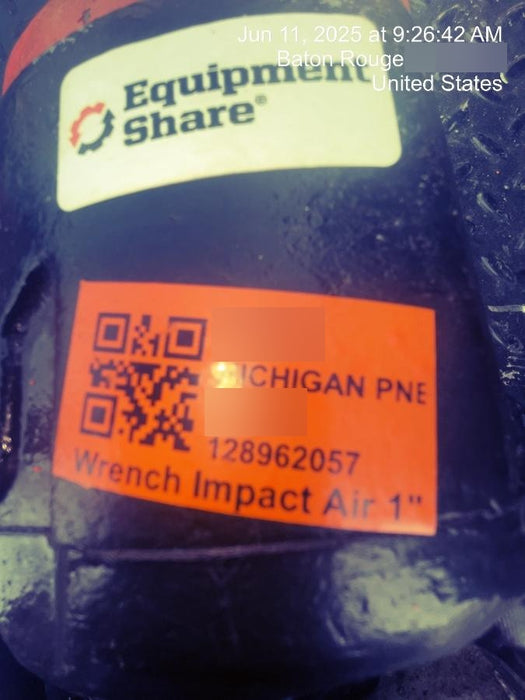 Jun 11, 2025 at 9:26:42 AM
Baton Rouge
United States
Equipment
Share®
MICHIGAN PNE
128962057
Wrench Impact Air 1"